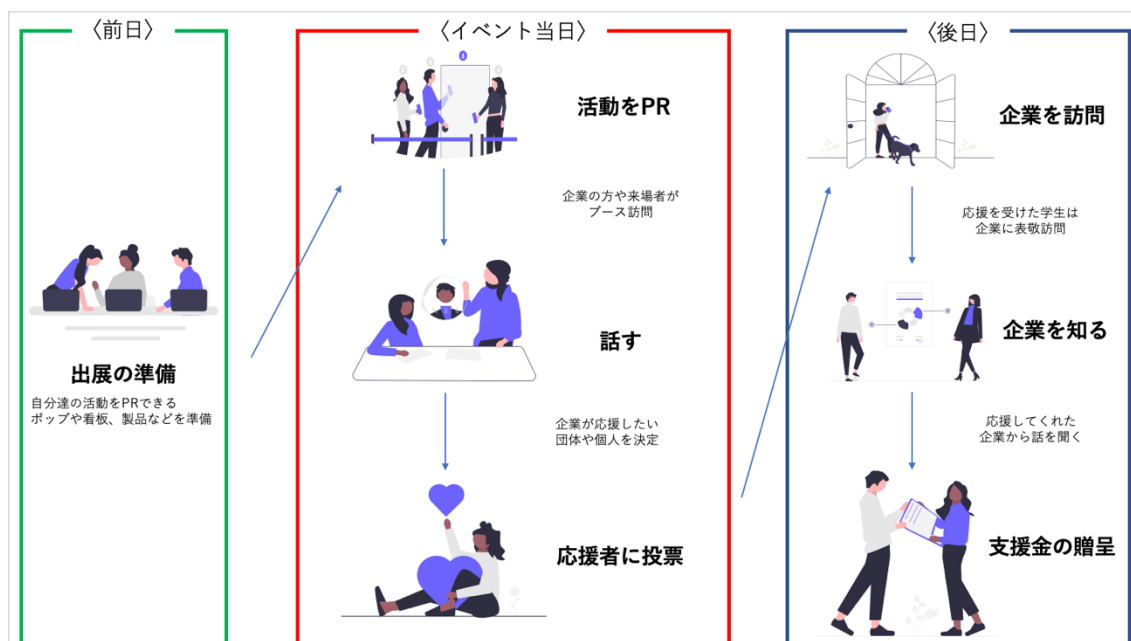 〈前日〉
出展の準備
自分達の活動をPRできる
ポップや看板、製品などを準備
〈イベント当日〉
活動をPR
企業の方や来場者が
ブース訪問
話す
企業が応援したい
団体や個人を決定
応援者に投票
〈後日〉
企業を訪問
応援を受けた学生は
企業に表敬訪問
企業を知る
応援してくれた
企業から話を聞く
支援金の贈呈